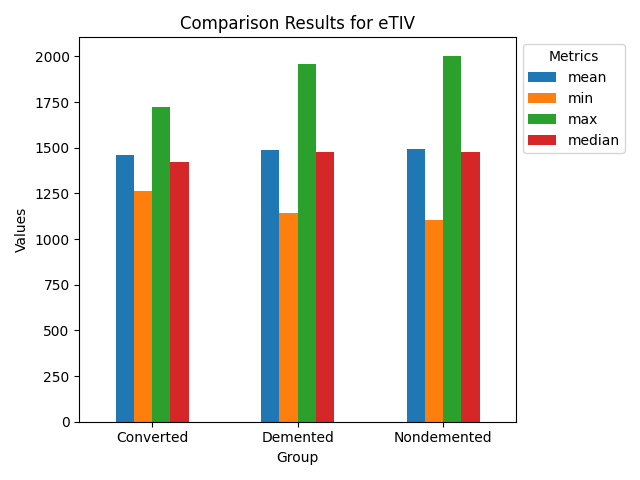 Comparison Results for eTIV
Metrics
mean
min
max
median
2000
1750
1500
1250
1000
750
500
250
0
Values
Converted
Demented
Nondemented
Group